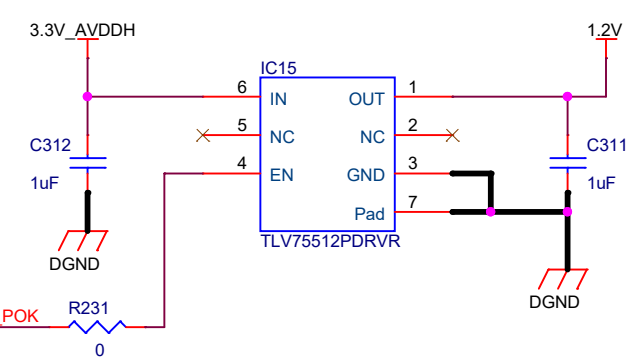 3.3V_AVDDH
1.2V
IC15
6 IN OUT 1
5 NC NC 2
4 EN GND 3
Pad 7
TLV75512PDRVR
C312
1uF
DGND
C311
1uF
DGND
POK
R231
0